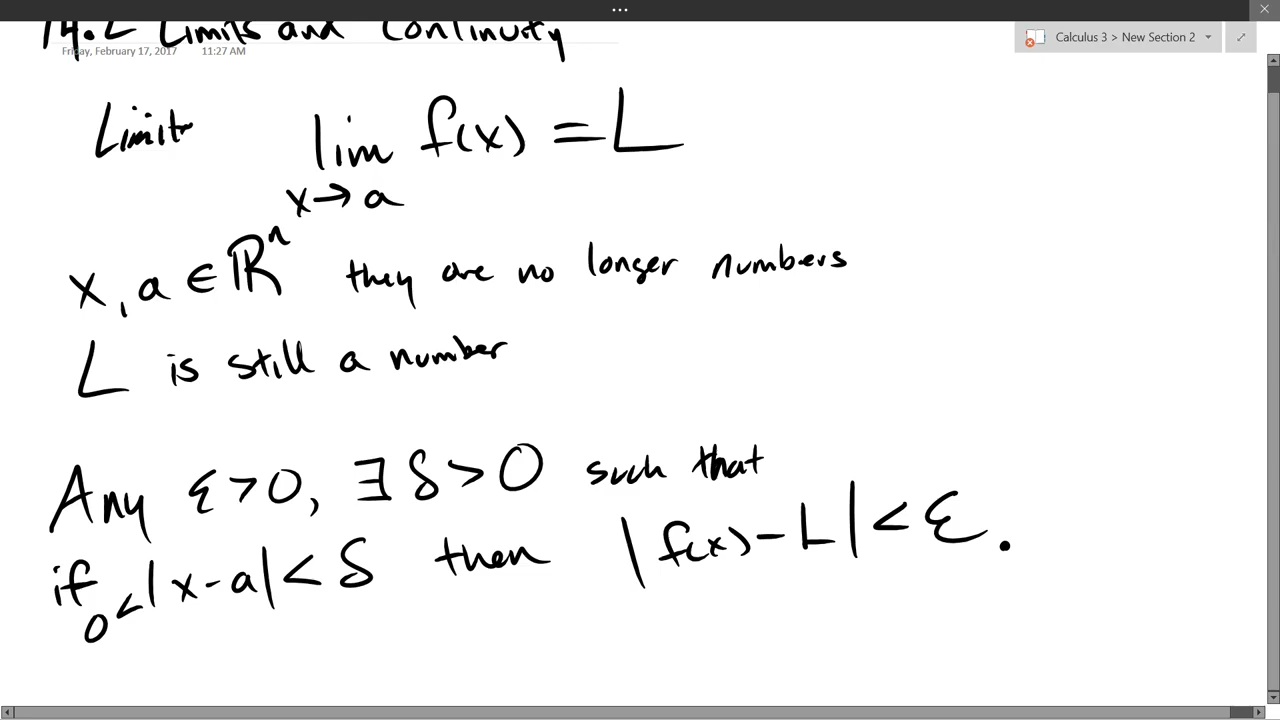 14.2 Limits and Continuity
Friday, February 17, 2017 11:27 AM
Calculus 3 > New Section 2
Limits lim f(x) = L
x → a
x, a ∈ ℝⁿ they are no longer numbers
L is still a number
Any ε > 0, ∃ δ > 0 such that
if 0 < |x - a| < δ then |f(x) - L| < ε.